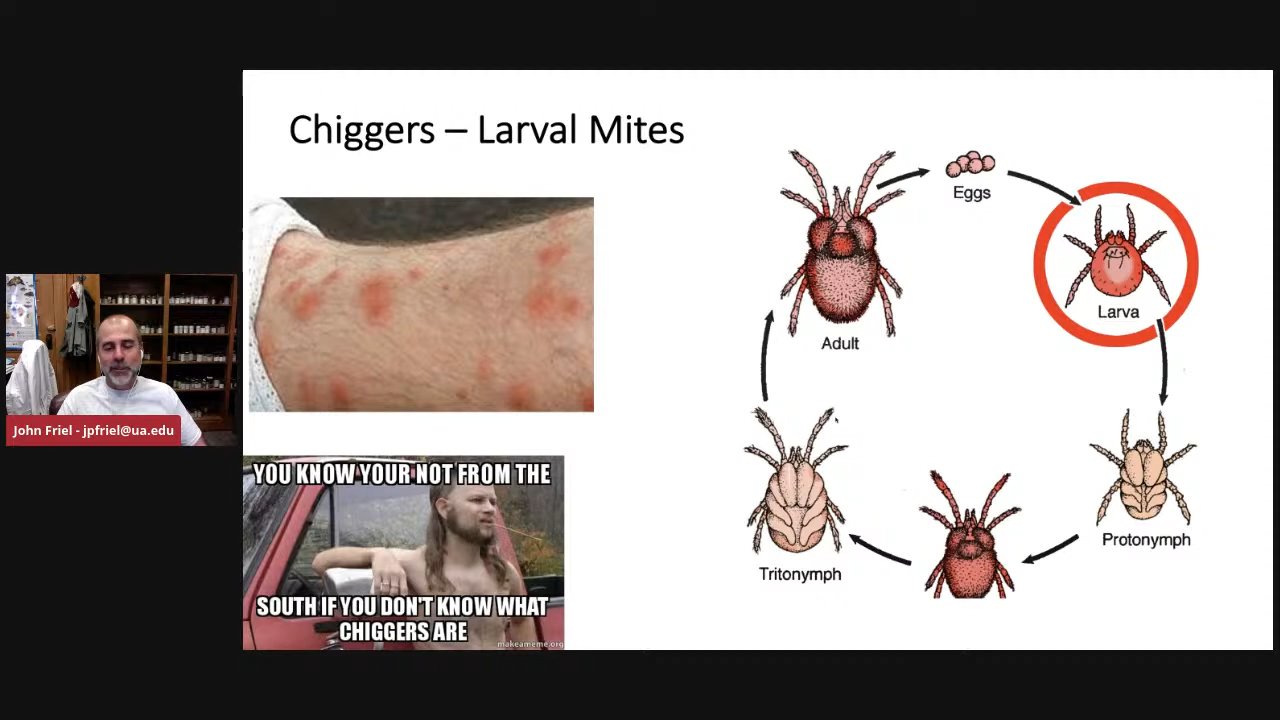 Chiggers – Larval Mites
Eggs
Larva
Adult
Protonymph
Tritonymph
John Friel - jpfriel@ua.edu
YOU KNOW YOUR NOT FROM THE
SOUTH IF YOU DON'T KNOW WHAT
CHIGGERS ARE
makeameme.org